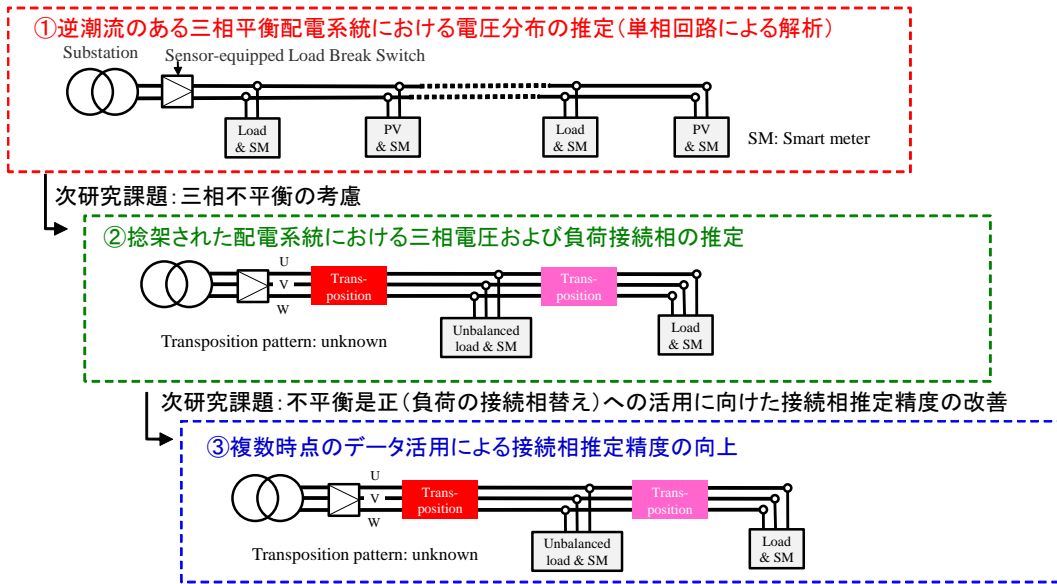 ①逆潮流のある三相平衡配電系統における電圧分布の推定(単相回路による解析)
Substation
Sensor-equipped Load Break Switch
Load
& SM
PV
& SM
Load
& SM
PV
& SM
SM: Smart meter
次研究課題:三相不平衡の考慮
②捻架された配電系統における三相電圧および負荷接続相の推定
U
V
W
Trans-
position
Trans-
position
Unbalanced
load & SM
Load
& SM
Transposition pattern: unknown
次研究課題:不平衡是正(負荷の接続相替え)への活用に向けた接続相推定精度の改善
③複数時点のデータ活用による接続相推定精度の向上
U
V
W
Trans-
position
Trans-
position
Unbalanced
load & SM
Load
& SM
Transposition pattern: unknown